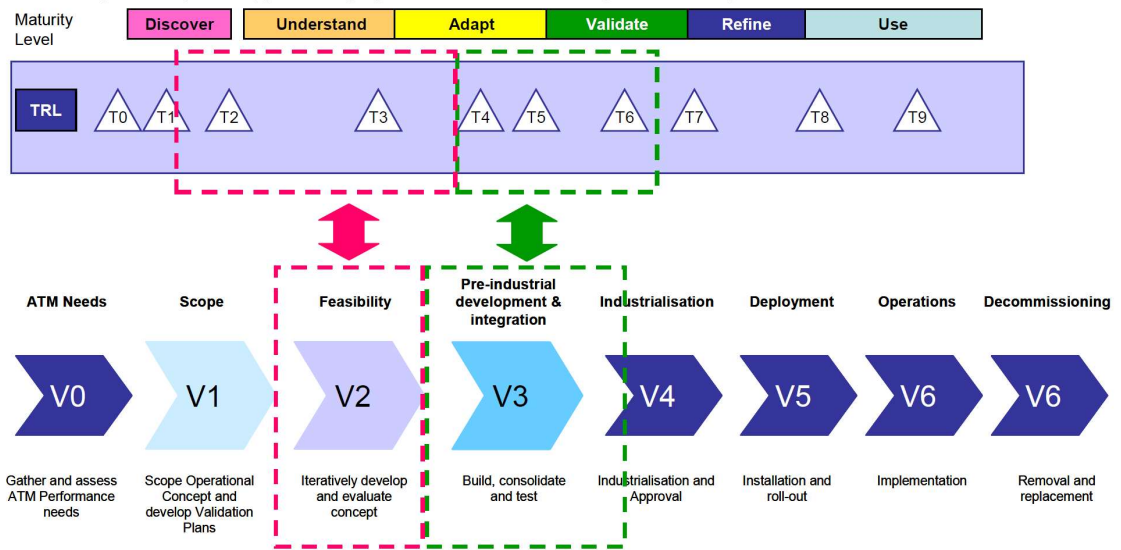 Maturity
Level
Discover
Understand
Adapt
Validate
Refine
Use
TRL
T0
T1
T2
T3
T4
T5
T6
T7
T8
T9
ATM Needs
Scope
Feasibility
Pre-industrial
development &
integration
Industrialisation
Deployment
Operations
Decommissioning
V0
V1
V2
V3
V4
V5
V6
V6
Gather and assess
ATM Performance
needs
Scope Operational
Concept and
develop Validation
Plans
Iteratively develop
and evaluate
concept
Build, consolidate
and test
Industrialisation and
Approval
Installation and
roll-out
Implementation
Removal and
replacement